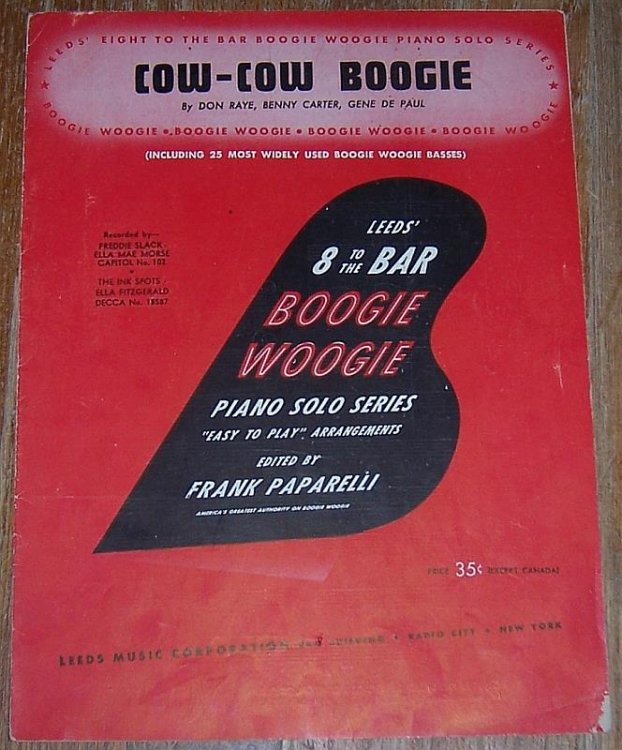 ★ LEEDS' EIGHT TO THE BAR BOOGIE WOOGIE PIANO SOLO SERIES ★
COW-COW BOOGIE
By DON RAYE, BENNY CARTER, GENE DE PAUL
BOOGIE WOOGIE • BOOGIE WOOGIE • BOOGIE WOOGIE • BOOGIE WOOGIE
(INCLUDING 25 MOST WIDELY USED BOOGIE WOOGIE BASSES)
Recorded by—
FREDDIE SLACK-
ELLA MAE MORSE
CAPITOL No. 102
•
THE INK SPOTS-
ELLA FITZGERALD
DECCA No. 18587
LEEDS'
8 TO THE BAR
BOOGIE
WOOGIE
PIANO SOLO SERIES
"EASY TO PLAY" ARRANGEMENTS
EDITED BY
FRANK PAPARELLI
AMERICA'S GREATEST AUTHORITY ON BOOGIE WOOGIE
PRICE 35¢ (EXCEPT CANADA)
LEEDS MUSIC CORPORATION • BUILDING • RADIO CITY • NEW YORK